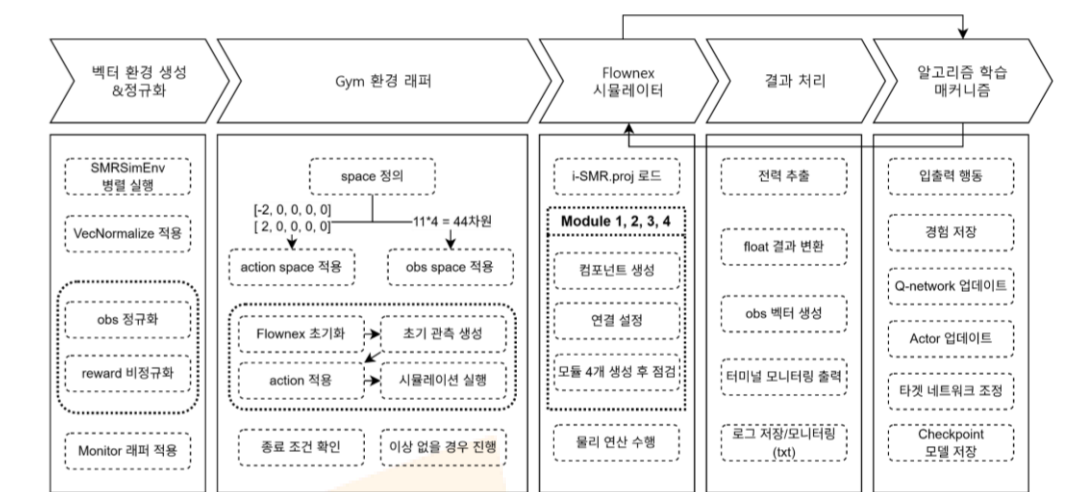 벡터 환경 생성
&정규화
Gym 환경 래퍼
Flownex
시뮬레이터
결과 처리
알고리즘 학습
매커니즘
SMRSimEnv
병렬 실행
VecNormalize 적용
obs 정규화
reward 비정규화
Monitor 래퍼 적용
space 정의
[-2, 0, 0, 0, 0]
[ 2, 0, 0, 0, 0]
11*4 = 44차원
action space 적용
obs space 적용
Flownex 초기화
초기 관측 생성
action 적용
시뮬레이션 실행
종료 조건 확인
이상 없을 경우 진행
i-SMR.proj 로드
Module 1, 2, 3, 4
컴포넌트 생성
연결 설정
모듈 4개 생성 후 점검
물리 연산 수행
전력 추출
float 결과 변환
obs 벡터 생성
터미널 모니터링 출력
로그 저장/모니터링
(txt)
입출력 행동
경험 저장
Q-network 업데이트
Actor 업데이트
타겟 네트워크 조정
Checkpoint
모델 저장